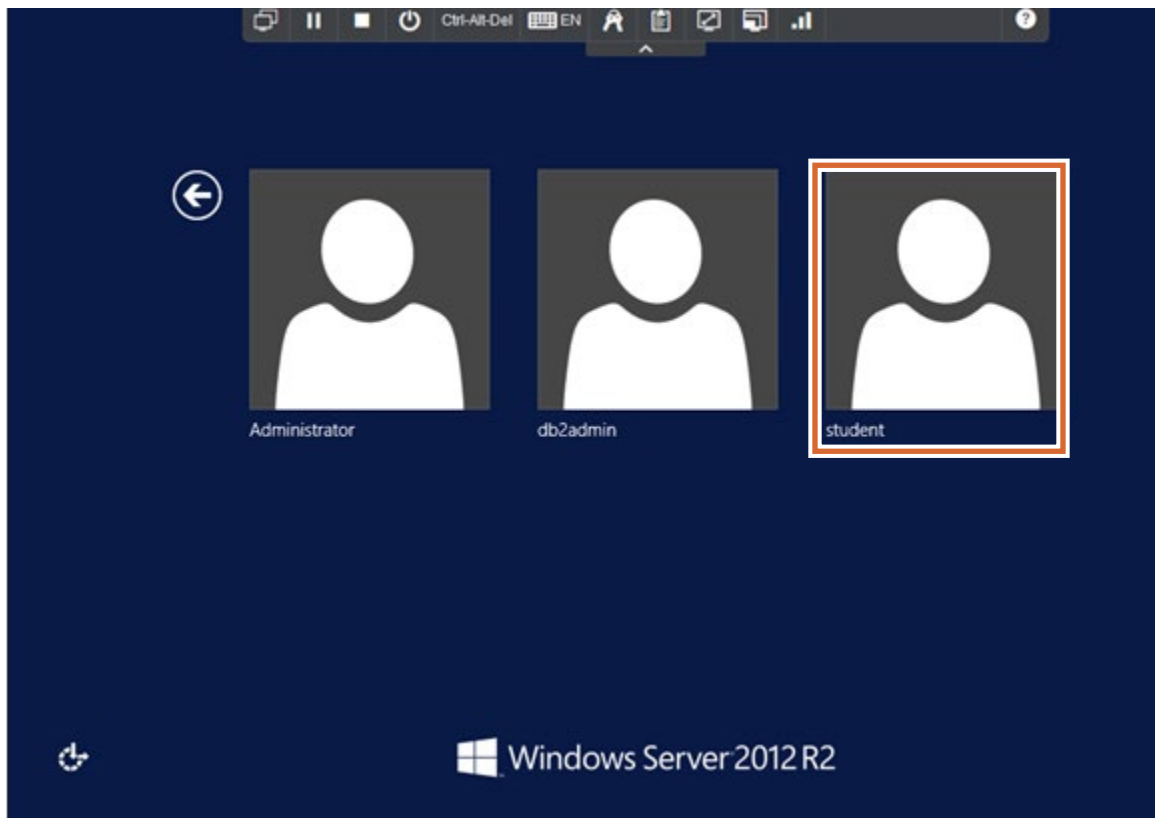 Ctrl-Alt-Del EN ?
Administrator db2admin student
Windows Server 2012 R2